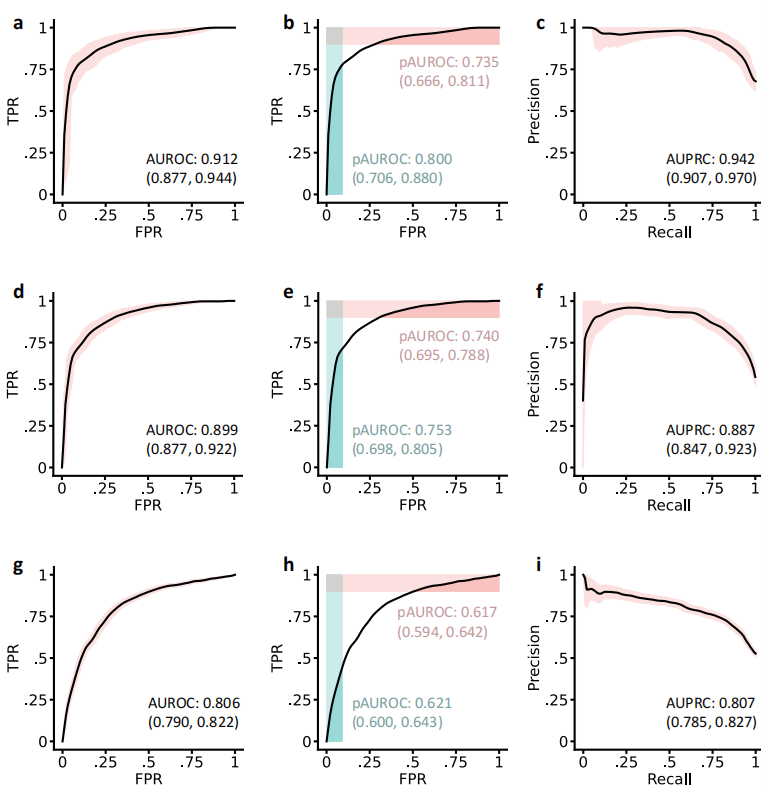 a
1
.75
.5
.25
0
TPR
AUROC: 0.912
(0.877, 0.944)
0 .25 .5 .75 1
FPR
b
1
.75
.5
.25
0
TPR
pAUROC: 0.735
(0.666, 0.811)
pAUROC: 0.800
(0.706, 0.880)
0 .25 .5 .75 1
FPR
c
1
.75
.5
.25
0
Precision
AUPRC: 0.942
(0.907, 0.970)
0 .25 .5 .75 1
Recall
d
1
.75
.5
.25
0
TPR
AUROC: 0.899
(0.877, 0.922)
0 .25 .5 .75 1
FPR
e
1
.75
.5
.25
0
TPR
pAUROC: 0.740
(0.695, 0.788)
pAUROC: 0.753
(0.698, 0.805)
0 .25 .5 .75 1
FPR
f
1
.75
.5
.25
0
Precision
AUPRC: 0.887
(0.847, 0.923)
0 .25 .5 .75 1
Recall
g
1
.75
.5
.25
0
TPR
AUROC: 0.806
(0.790, 0.822)
0 .25 .5 .75 1
FPR
h
1
.75
.5
.25
0
TPR
pAUROC: 0.617
(0.594, 0.642)
pAUROC: 0.621
(0.600, 0.643)
0 .25 .5 .75 1
FPR
i
1
.75
.5
.25
0
Precision
AUPRC: 0.807
(0.785, 0.827)
0 .25 .5 .75 1
Recall